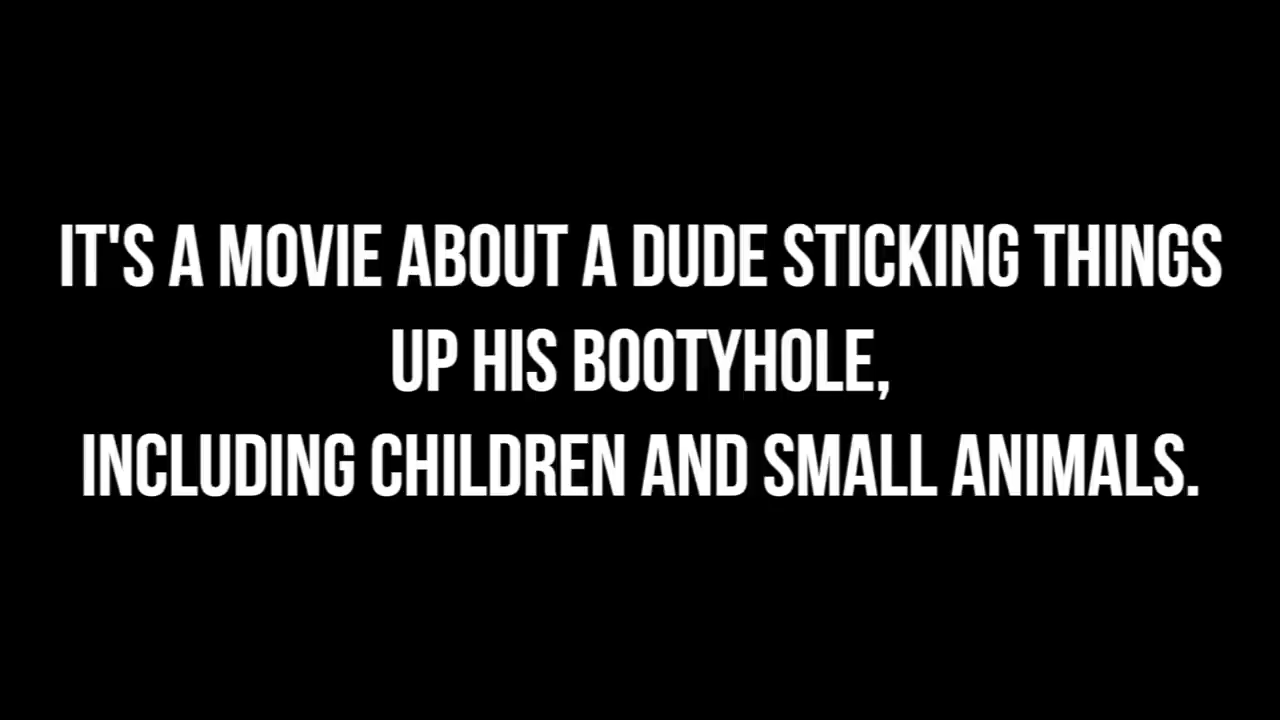 IT'S A MOVIE ABOUT A DUDE STICKING THINGS
UP HIS BOOTYHOLE,
INCLUDING CHILDREN AND SMALL ANIMALS.